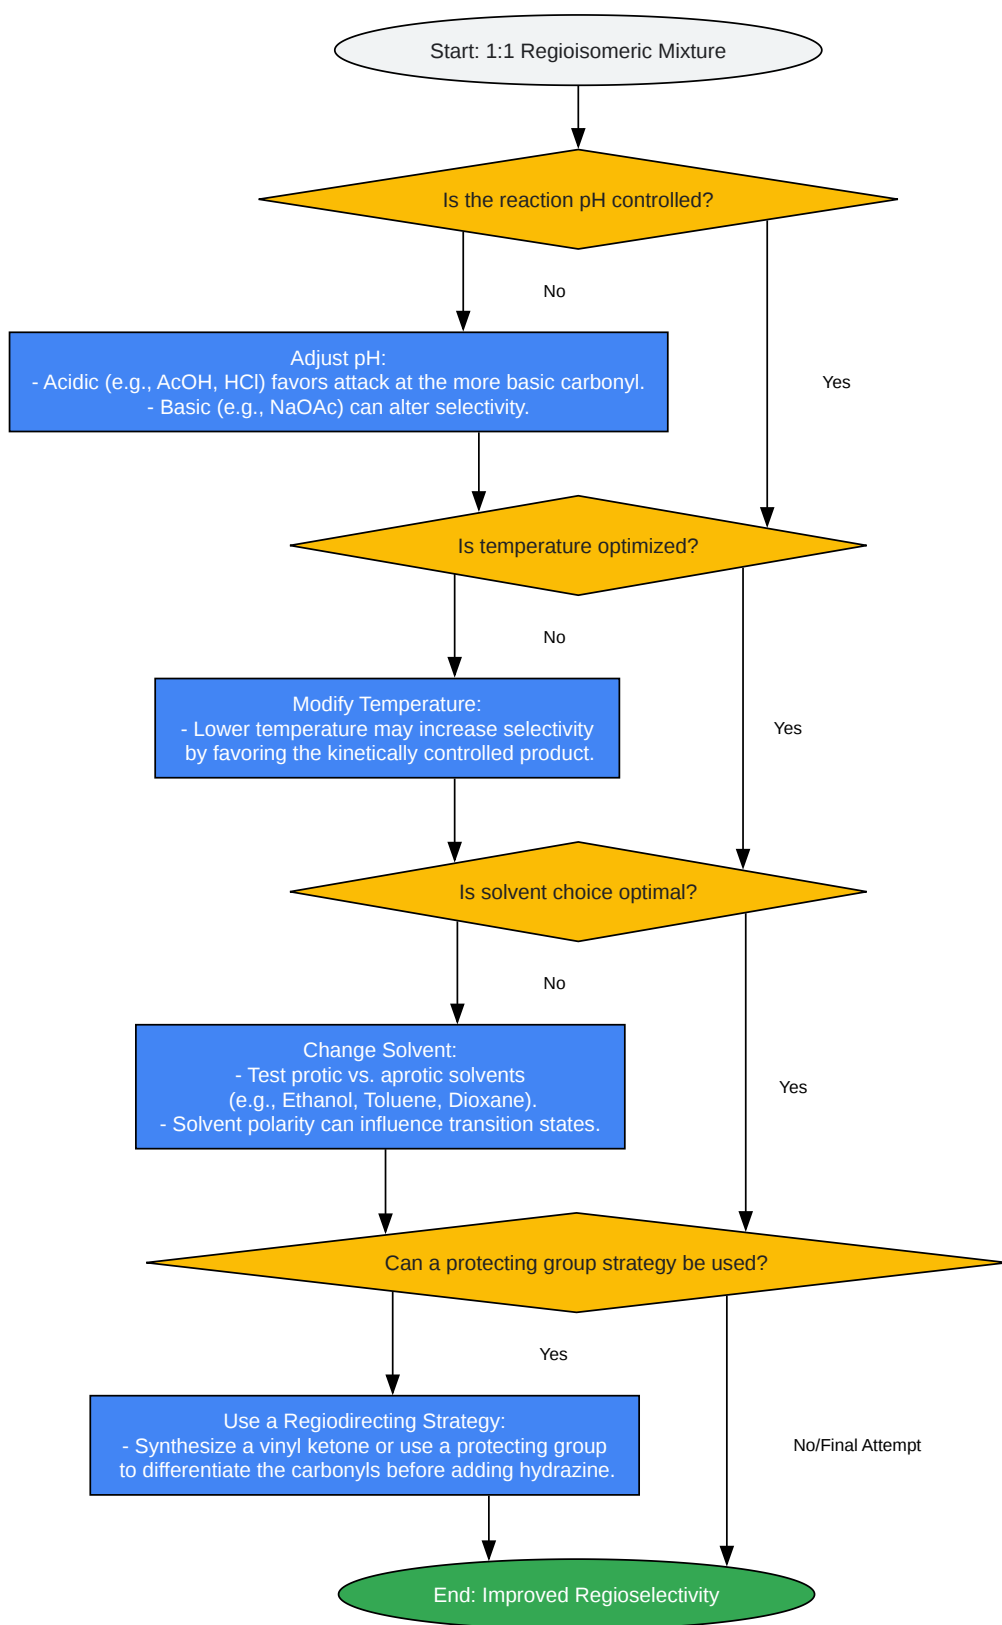 Start: 1:1 Regioisomeric Mixture
Is the reaction pH controlled?
No
Adjust pH:
- Acidic (e.g., AcOH, HCl) favors attack at the more basic carbonyl.
- Basic (e.g., NaOAc) can alter selectivity.
Yes
Is temperature optimized?
No
Modify Temperature:
- Lower temperature may increase selectivity
by favoring the kinetically controlled product.
Yes
Is solvent choice optimal?
No
Change Solvent:
- Test protic vs. aprotic solvents
(e.g., Ethanol, Toluene, Dioxane).
- Solvent polarity can influence transition states.
Yes
Can a protecting group strategy be used?
Yes
Use a Regiodirecting Strategy:
- Synthesize a vinyl ketone or use a protecting group
to differentiate the carbonyls before adding hydrazine.
No/Final Attempt
End: Improved Regioselectivity